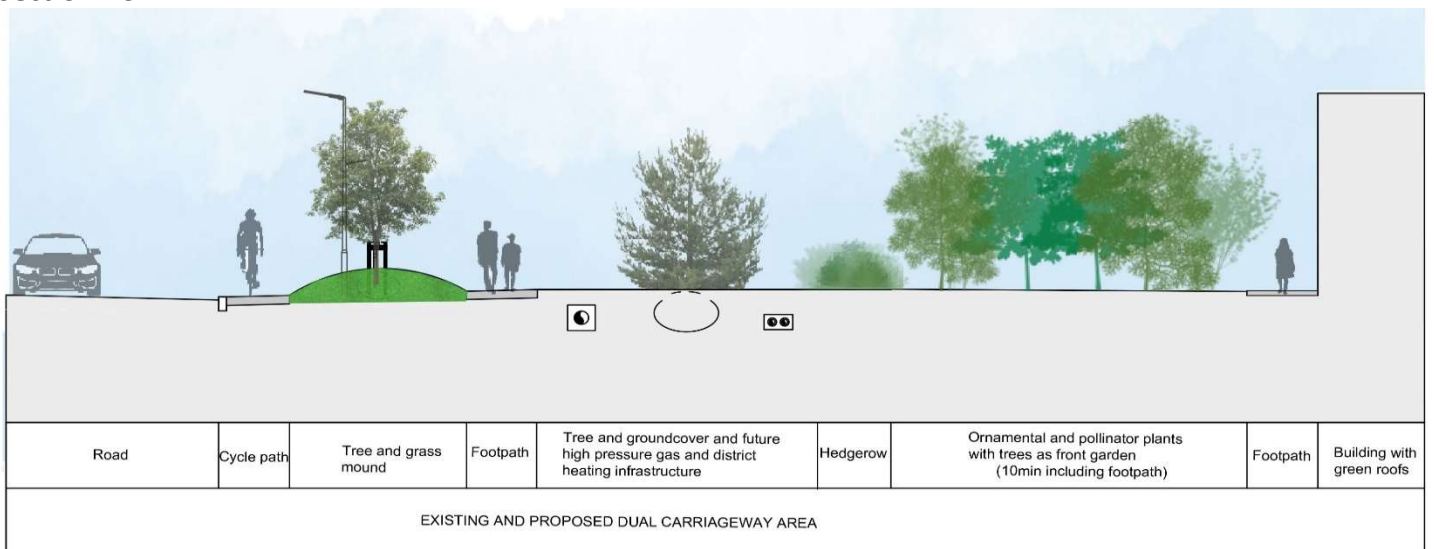 Road
Cycle path
Tree and grass
mound
Footpath
Tree and groundcover and future
high pressure gas and district
heating infrastructure
Hedgerow
Ornamental and pollinator plants
with trees as front garden
(10min including footpath)
Footpath
Building with
green roofs
EXISTING AND PROPOSED DUAL CARRIAGEWAY AREA